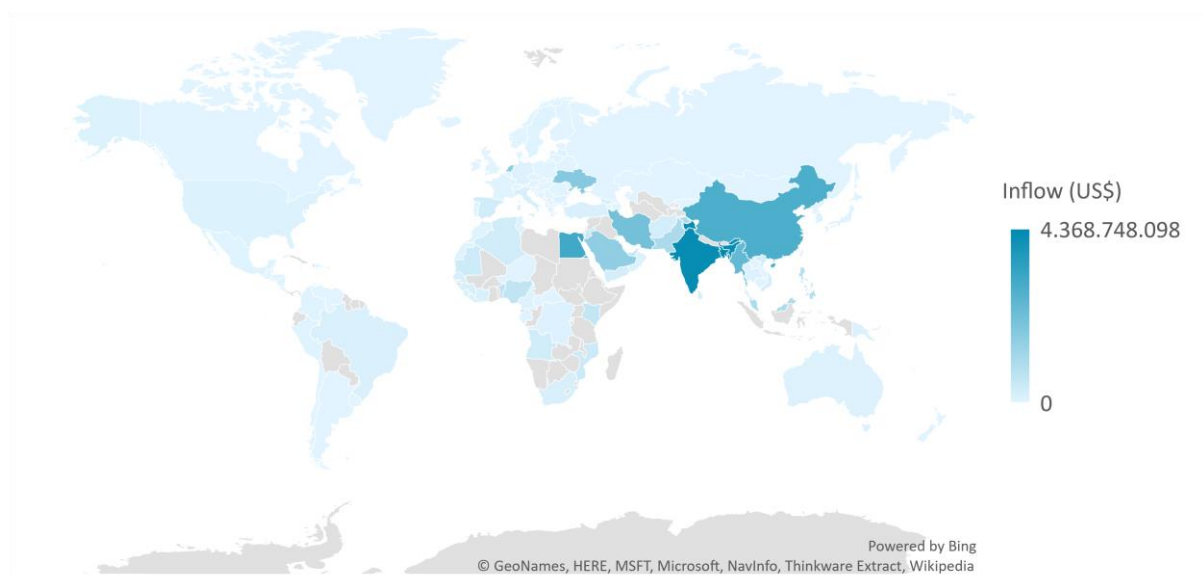 Inflow (US$)
4.368.748.098
0
Powered by Bing
© GeoNames, HERE, MSFT, Microsoft, NavInfo, Thinkware Extract, Wikipedia